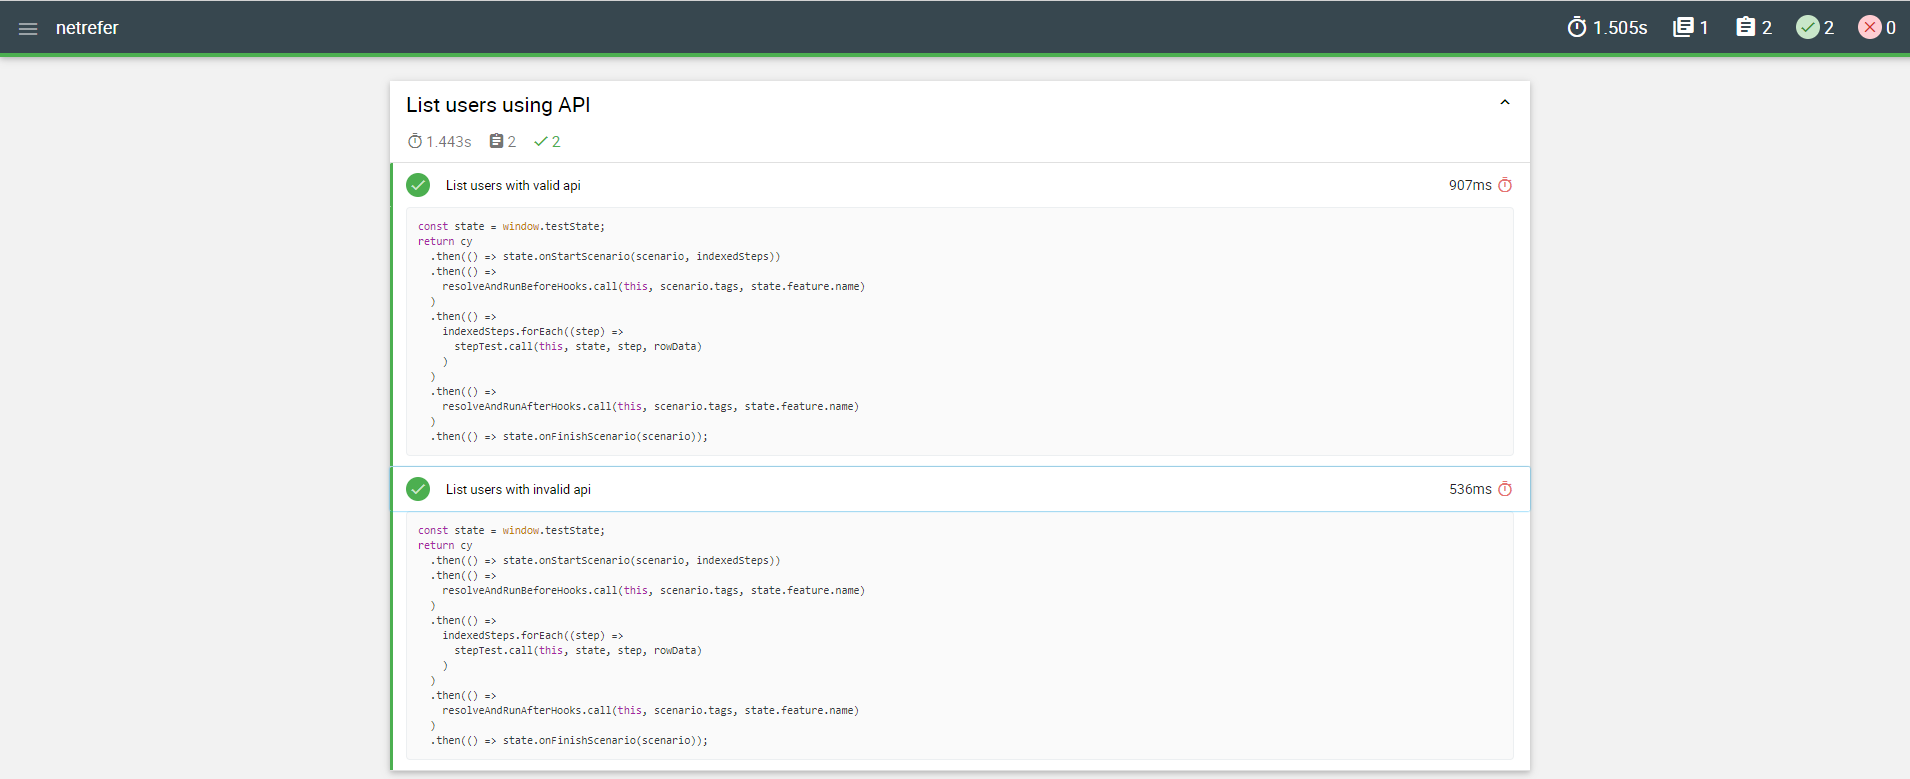 netrefer 1.505s 1 2 2 0
List users using API
1.443s 2 2
List users with valid api 907ms
const state = window.testState;
return cy
  .then(() => state.onStartScenario(scenario, indexedSteps))
  .then(() =>
    resolveAndRunBeforeHooks.call(this, scenario.tags, state.feature.name)
  )
  .then(() =>
    indexedSteps.forEach((step) =>
      stepTest.call(this, state, step, rowData)
    )
  )
  .then(() =>
    resolveAndRunAfterHooks.call(this, scenario.tags, state.feature.name)
  )
  .then(() => state.onFinishScenario(scenario));
List users with invalid api 536ms
const state = window.testState;
return cy
  .then(() => state.onStartScenario(scenario, indexedSteps))
  .then(() =>
    resolveAndRunBeforeHooks.call(this, scenario.tags, state.feature.name)
  )
  .then(() =>
    indexedSteps.forEach((step) =>
      stepTest.call(this, state, step, rowData)
    )
  )
  .then(() =>
    resolveAndRunAfterHooks.call(this, scenario.tags, state.feature.name)
  )
  .then(() => state.onFinishScenario(scenario));